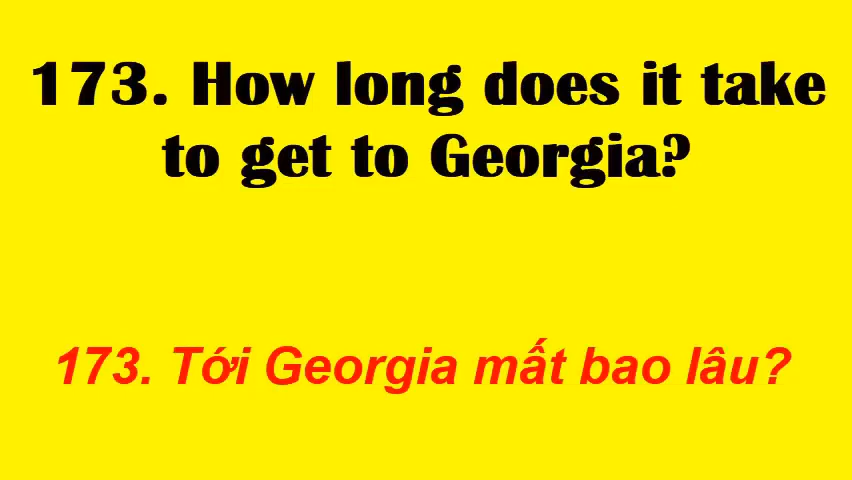 173. How long does it take
to get to Georgia?
173. Tới Georgia mất bao lâu?